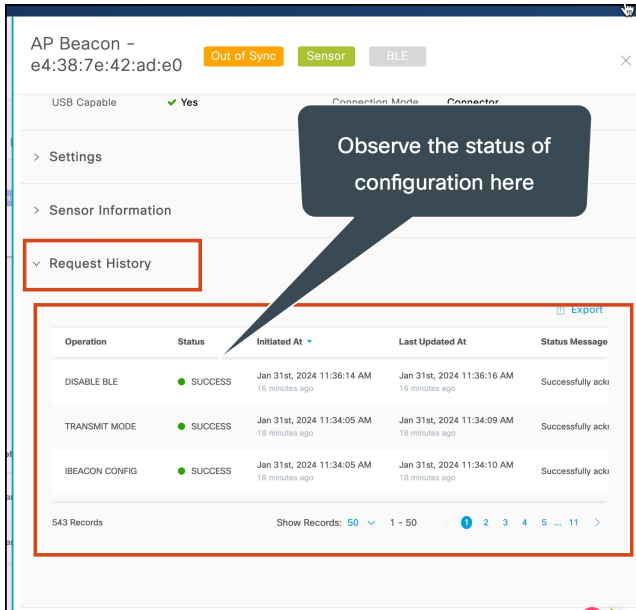 AP Beacon -
e4:38:7e:42:ad:e0
Out of Sync
Sensor
BLE
USB Capable
Yes
Connection Mode
Connector
Observe the status of
configuration here
Settings
Sensor Information
Request History
Export
Operation Status Initiated At Last Updated At Status Message
DISABLE BLE SUCCESS Jan 31st, 2024 11:36:14 AM Jan 31st, 2024 11:36:16 AM Successfully ackr
16 minutes ago 16 minutes ago
TRANSMIT MODE SUCCESS Jan 31st, 2024 11:34:05 AM Jan 31st, 2024 11:34:09 AM Successfully ackr
18 minutes ago 18 minutes ago
IBEACON CONFIG SUCCESS Jan 31st, 2024 11:34:05 AM Jan 31st, 2024 11:34:10 AM Successfully ackr
18 minutes ago 18 minutes ago
543 Records Show Records: 50 1 - 50 1 2 3 4 5 ... 11